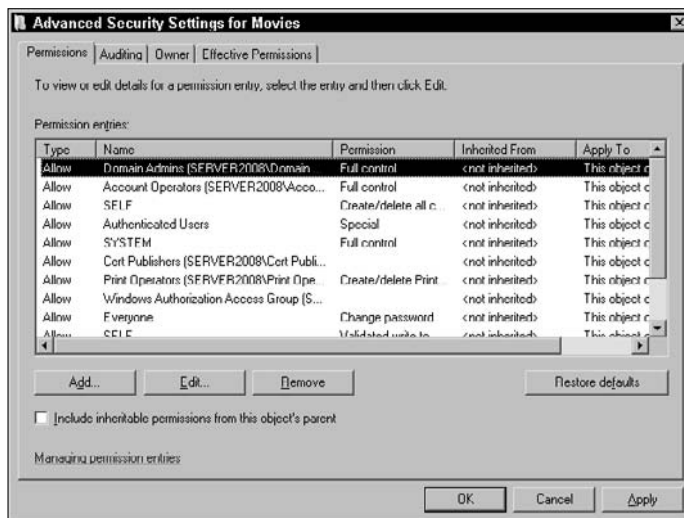 Advanced Security Settings for Movies
Permissions Auditing Owner Effective Permissions
To view or edit details for a permission entry, select the entry and then click Edit.
Permission entries:
Type Name Permission Inherited From Apply To
Allow Domain Admins (SERVER2008\Domain... Full control <not inherited> This object o
Allow Account Operators (SERVER2008\Acco... Full control <not inherited> This object o
Allow SELF Create/delete all c... <not inherited> This object o
Allow Authenticated Users Special <not inherited> This object o
Allow SYSTEM Full control <not inherited> This object o
Allow Cert Publishers (SERVER2008\Cert Publi... <not inherited> This object o
Allow Print Operators (SERVER2008\Print Ope... Create/delete Print... <not inherited> This object o
Allow Windows Authorization Access Group (S... <not inherited> This object o
Allow Everyone Change password <not inherited> This object o
Allow SELF Validated write to <not inherited> This object o
Add... Edit... Remove Restore defaults
Include inheritable permissions from this object's parent
Managing permission entries
OK Cancel Apply